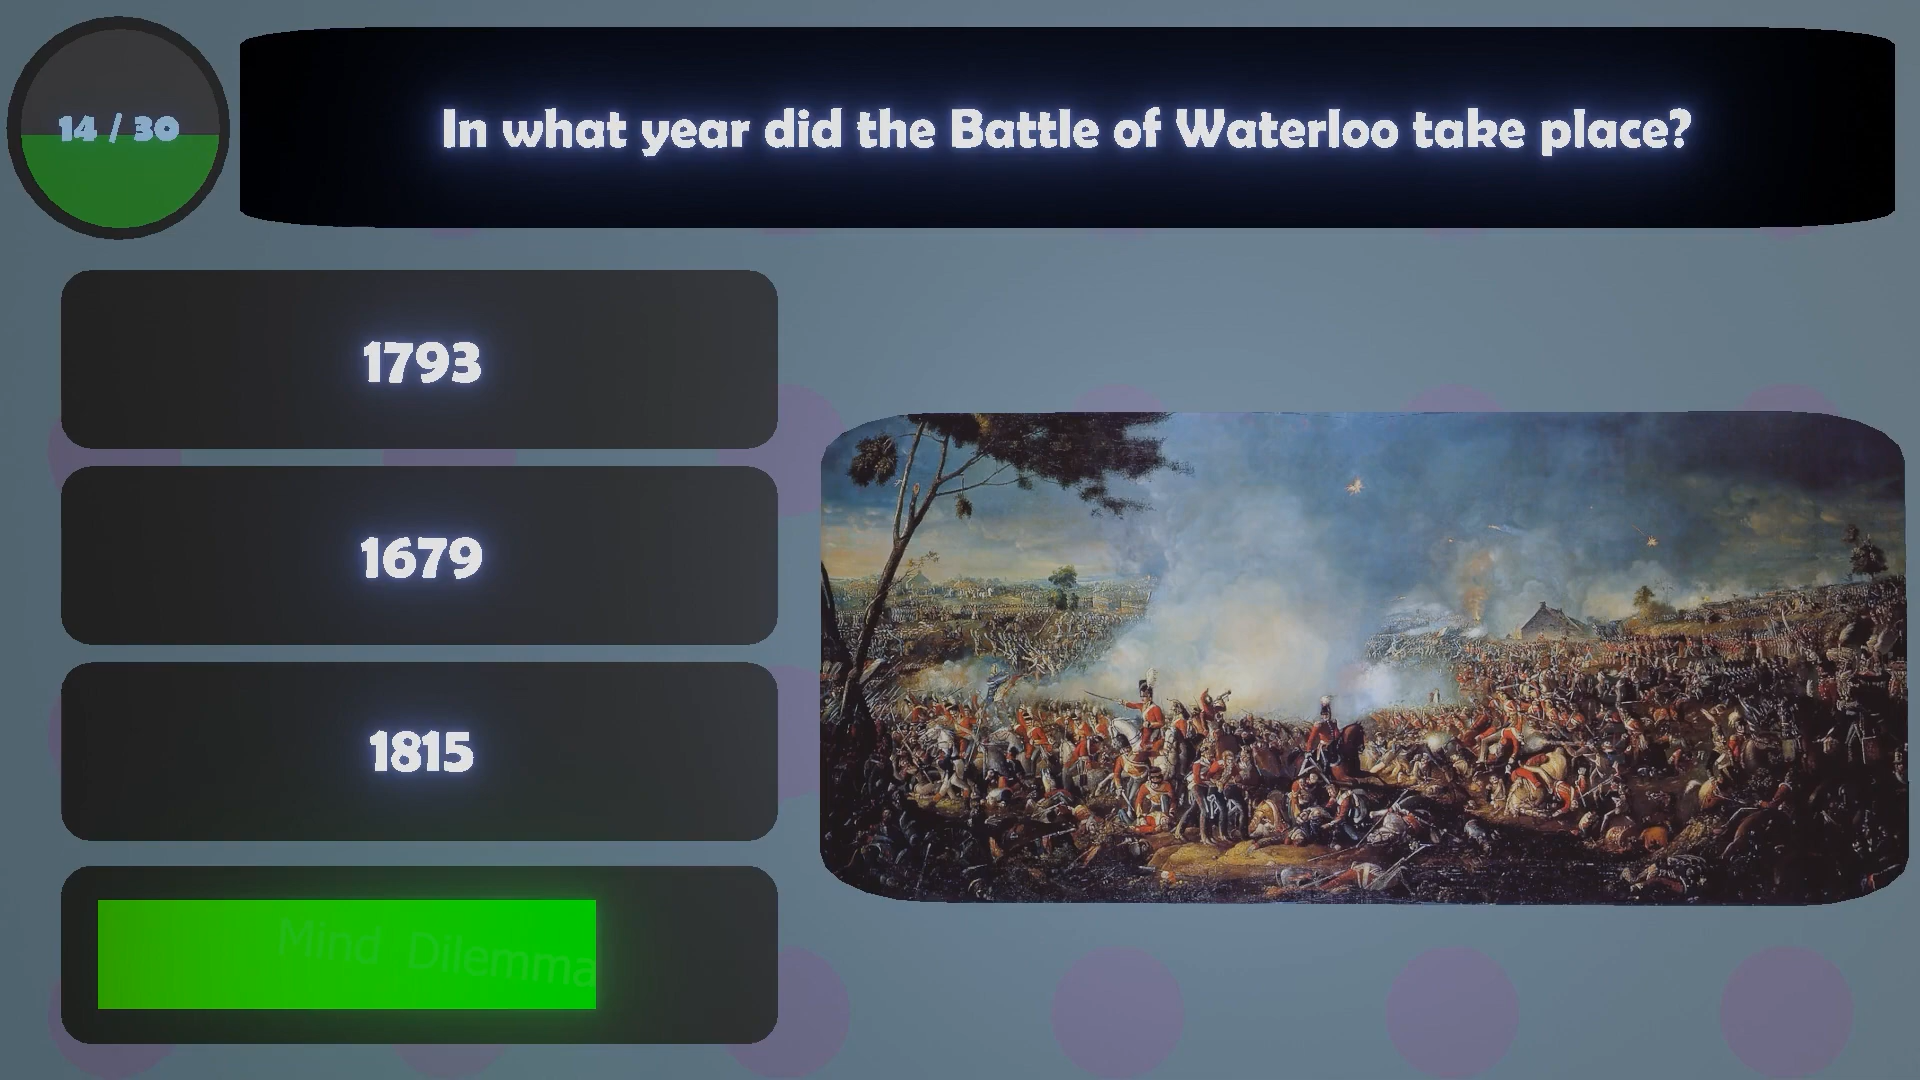 14 / 30
In what year did the Battle of Waterloo take place?
1793
1679
1815
Mind Dilemma